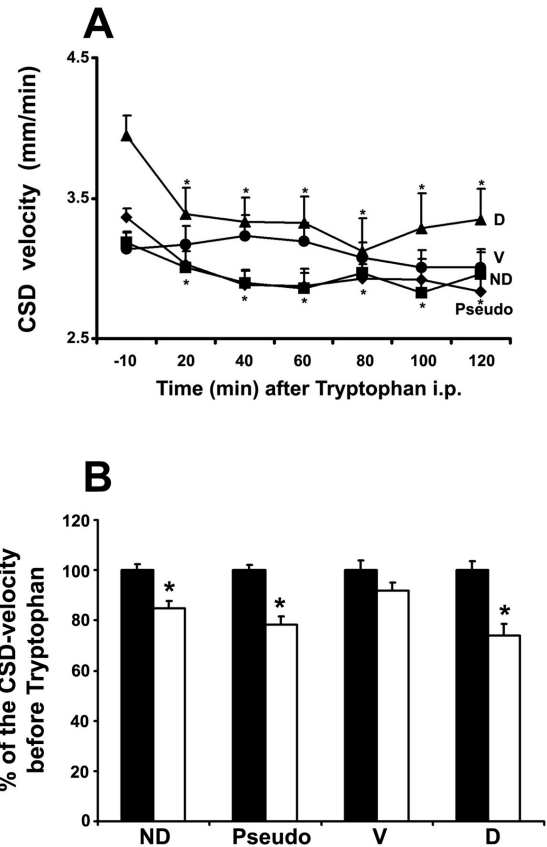 A
CSD velocity (mm/min)
4.5
3.5
2.5
* * * * * *
* * * * * *
D
V
ND
Pseudo
-10 20 40 60 80 100 120
Time (min) after Tryptophan i.p.
B
% of the CSD-velocity
before Tryptophan
120
100
80
60
40
20
0
* * *
ND Pseudo V D